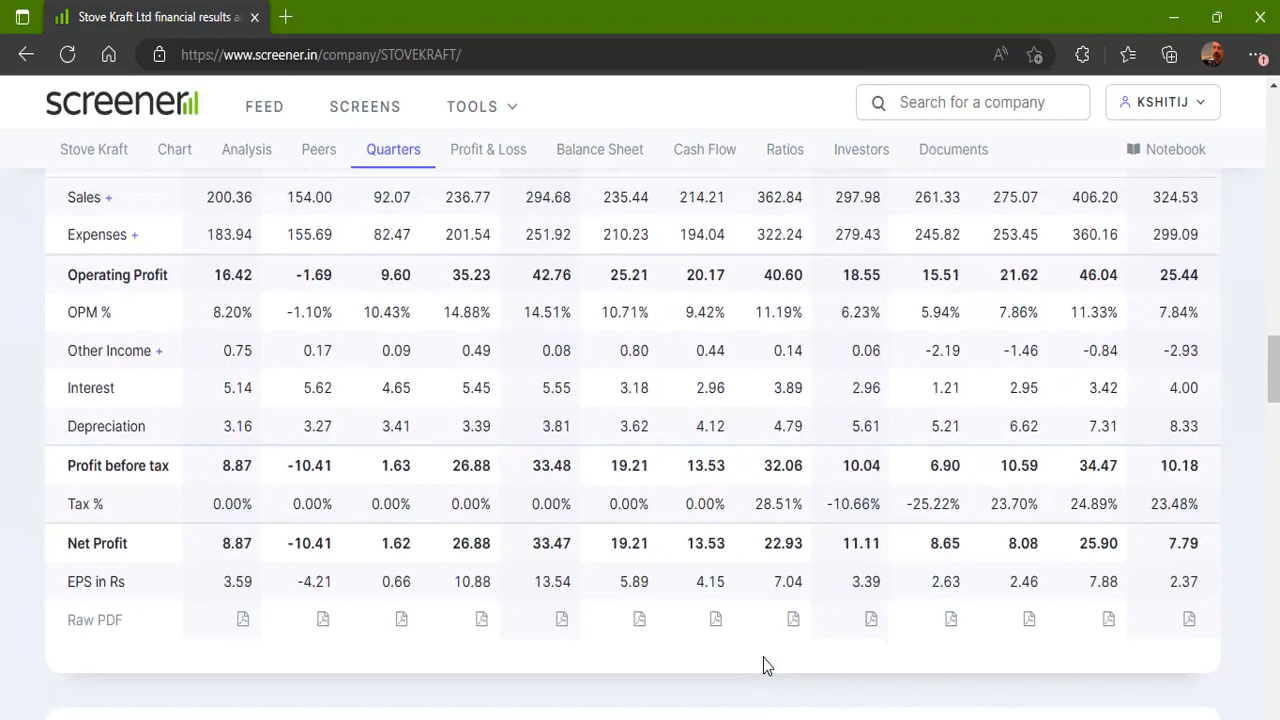 Stove Kraft Ltd financial results a
https://www.screener.in/company/STOVEKRAFT/
screener
FEED SCREENS TOOLS
Search for a company
KSHITIJ
Stove Kraft Chart Analysis Peers Quarters Profit & Loss Balance Sheet Cash Flow Ratios Investors Documents Notebook
Sales + 200.36 154.00 92.07 236.77 294.68 235.44 214.21 362.84 297.98 261.33 275.07 406.20 324.53
Expenses + 183.94 155.69 82.47 201.54 251.92 210.23 194.04 322.24 279.43 245.82 253.45 360.16 299.09
Operating Profit 16.42 -1.69 9.60 35.23 42.76 25.21 20.17 40.60 18.55 15.51 21.62 46.04 25.44
OPM % 8.20% -1.10% 10.43% 14.88% 14.51% 10.71% 9.42% 11.19% 6.23% 5.94% 7.86% 11.33% 7.84%
Other Income + 0.75 0.17 0.09 0.49 0.08 0.80 0.44 0.14 0.06 -2.19 -1.46 -0.84 -2.93
Interest 5.14 5.62 4.65 5.45 5.55 3.18 2.96 3.89 2.96 1.21 2.95 3.42 4.00
Depreciation 3.16 3.27 3.41 3.39 3.81 3.62 4.12 4.79 5.61 5.21 6.62 7.31 8.33
Profit before tax 8.87 -10.41 1.63 26.88 33.48 19.21 13.53 32.06 10.04 6.90 10.59 34.47 10.18
Tax % 0.00% 0.00% 0.00% 0.00% 0.00% 0.00% 0.00% 28.51% -10.66% -25.22% 23.70% 24.89% 23.48%
Net Profit 8.87 -10.41 1.62 26.88 33.47 19.21 13.53 22.93 11.11 8.65 8.08 25.90 7.79
EPS in Rs 3.59 -4.21 0.66 10.88 13.54 5.89 4.15 7.04 3.39 2.63 2.46 7.88 2.37
Raw PDF